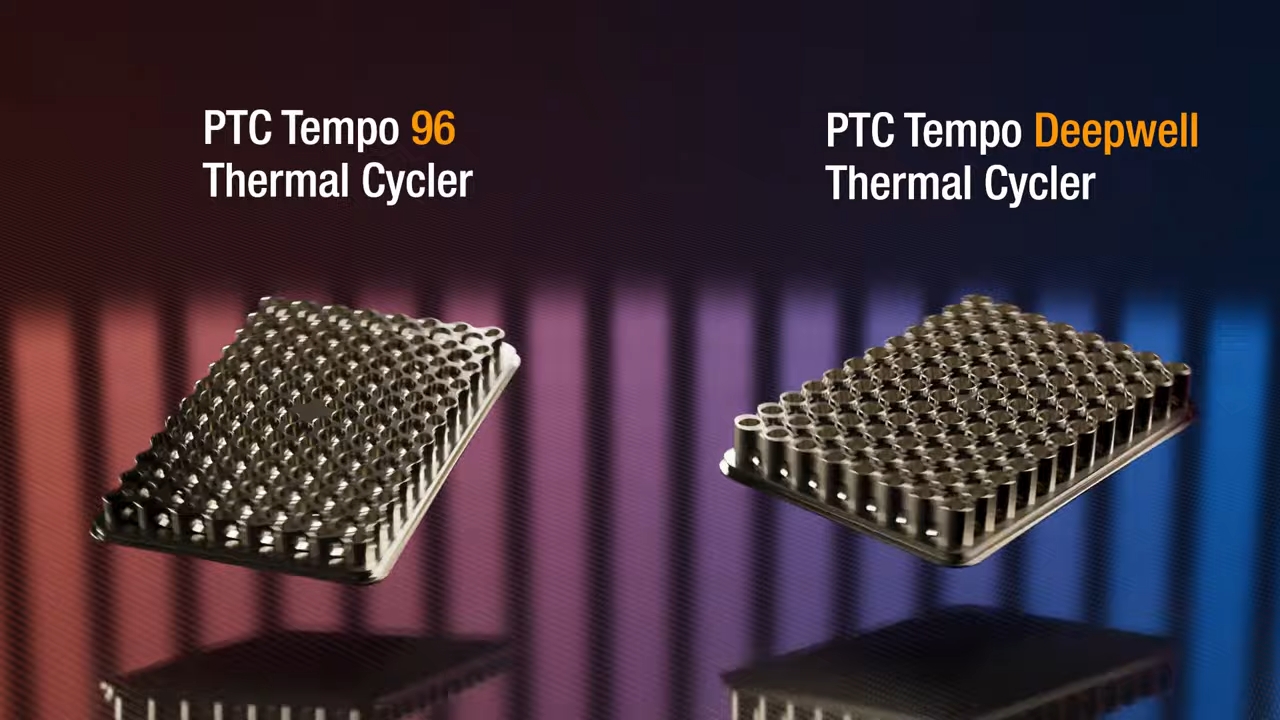 PTC Tempo 96
Thermal Cycler
PTC Tempo Deepwell
Thermal Cycler